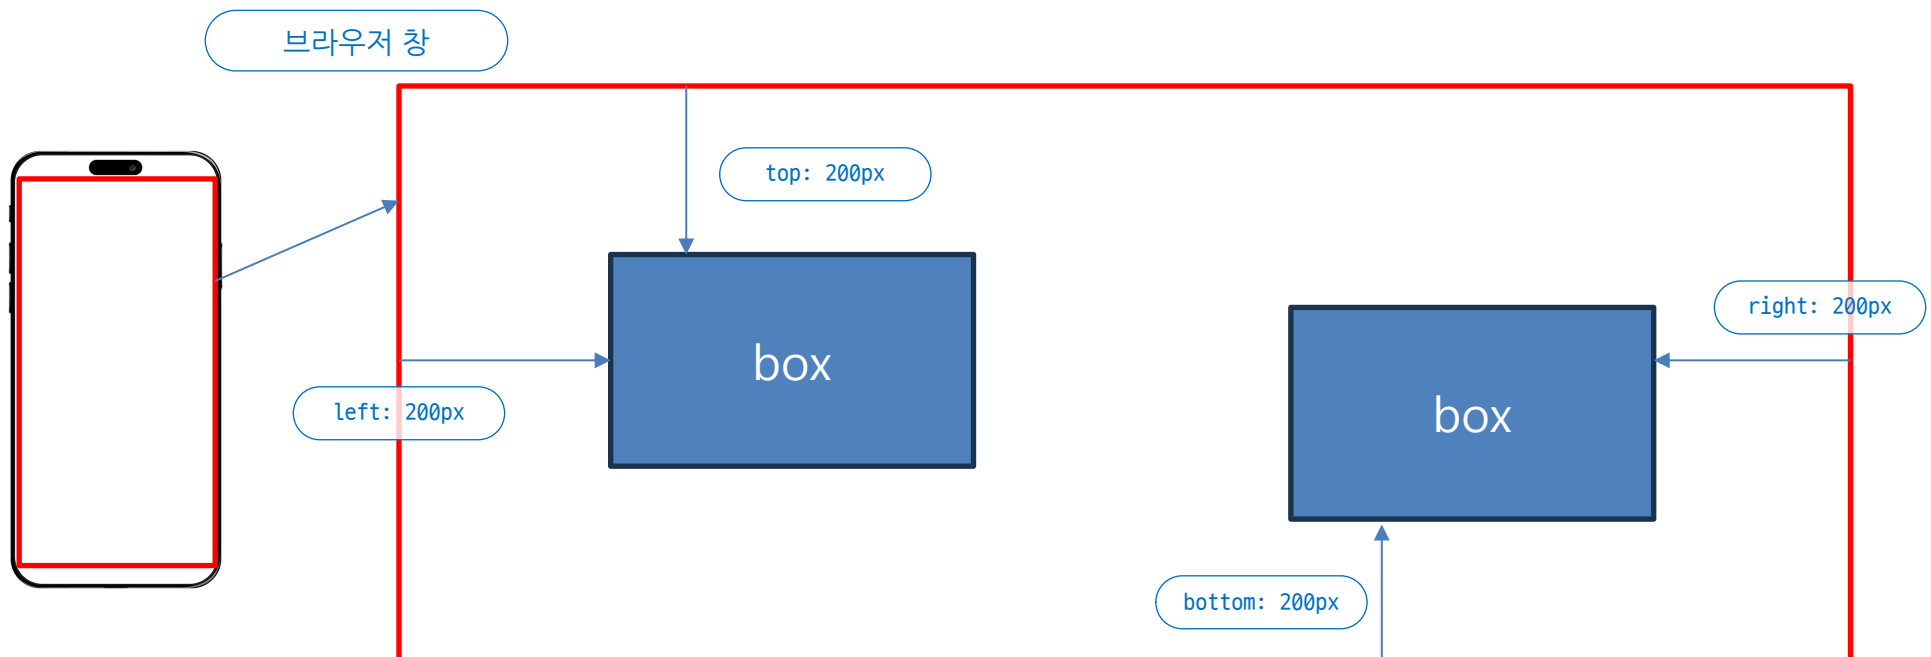 브라우저 창
top: 200px
right: 200px
box
left: 200px
box
bottom: 200px